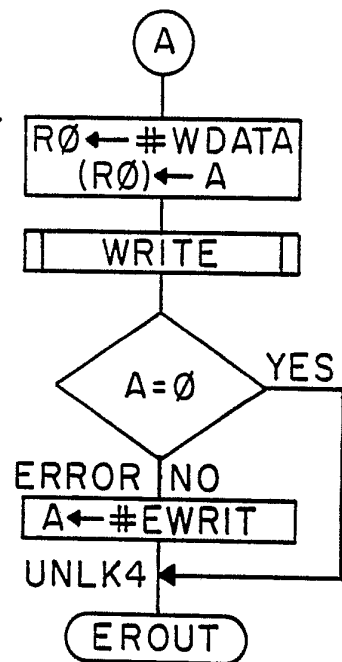 A
RØ ← #WDATA
(RØ) ← A
WRITE
A=Ø
YES
ERROR NO
A ← #EWRIT
UNLK4
EROUT